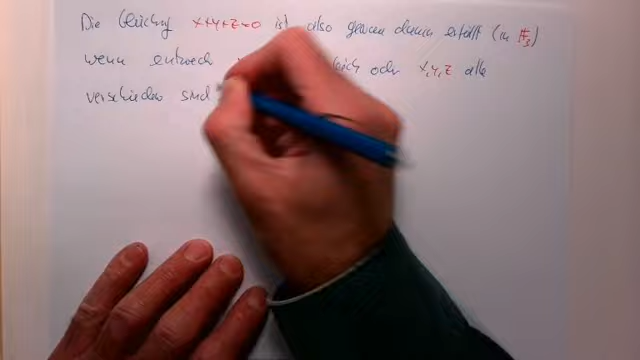 Die Gleichung x+y+z=0 ist also genau dann erfüllt (in F₃)
wenn entweder gleich oder x,y,z alle
verschieden sind